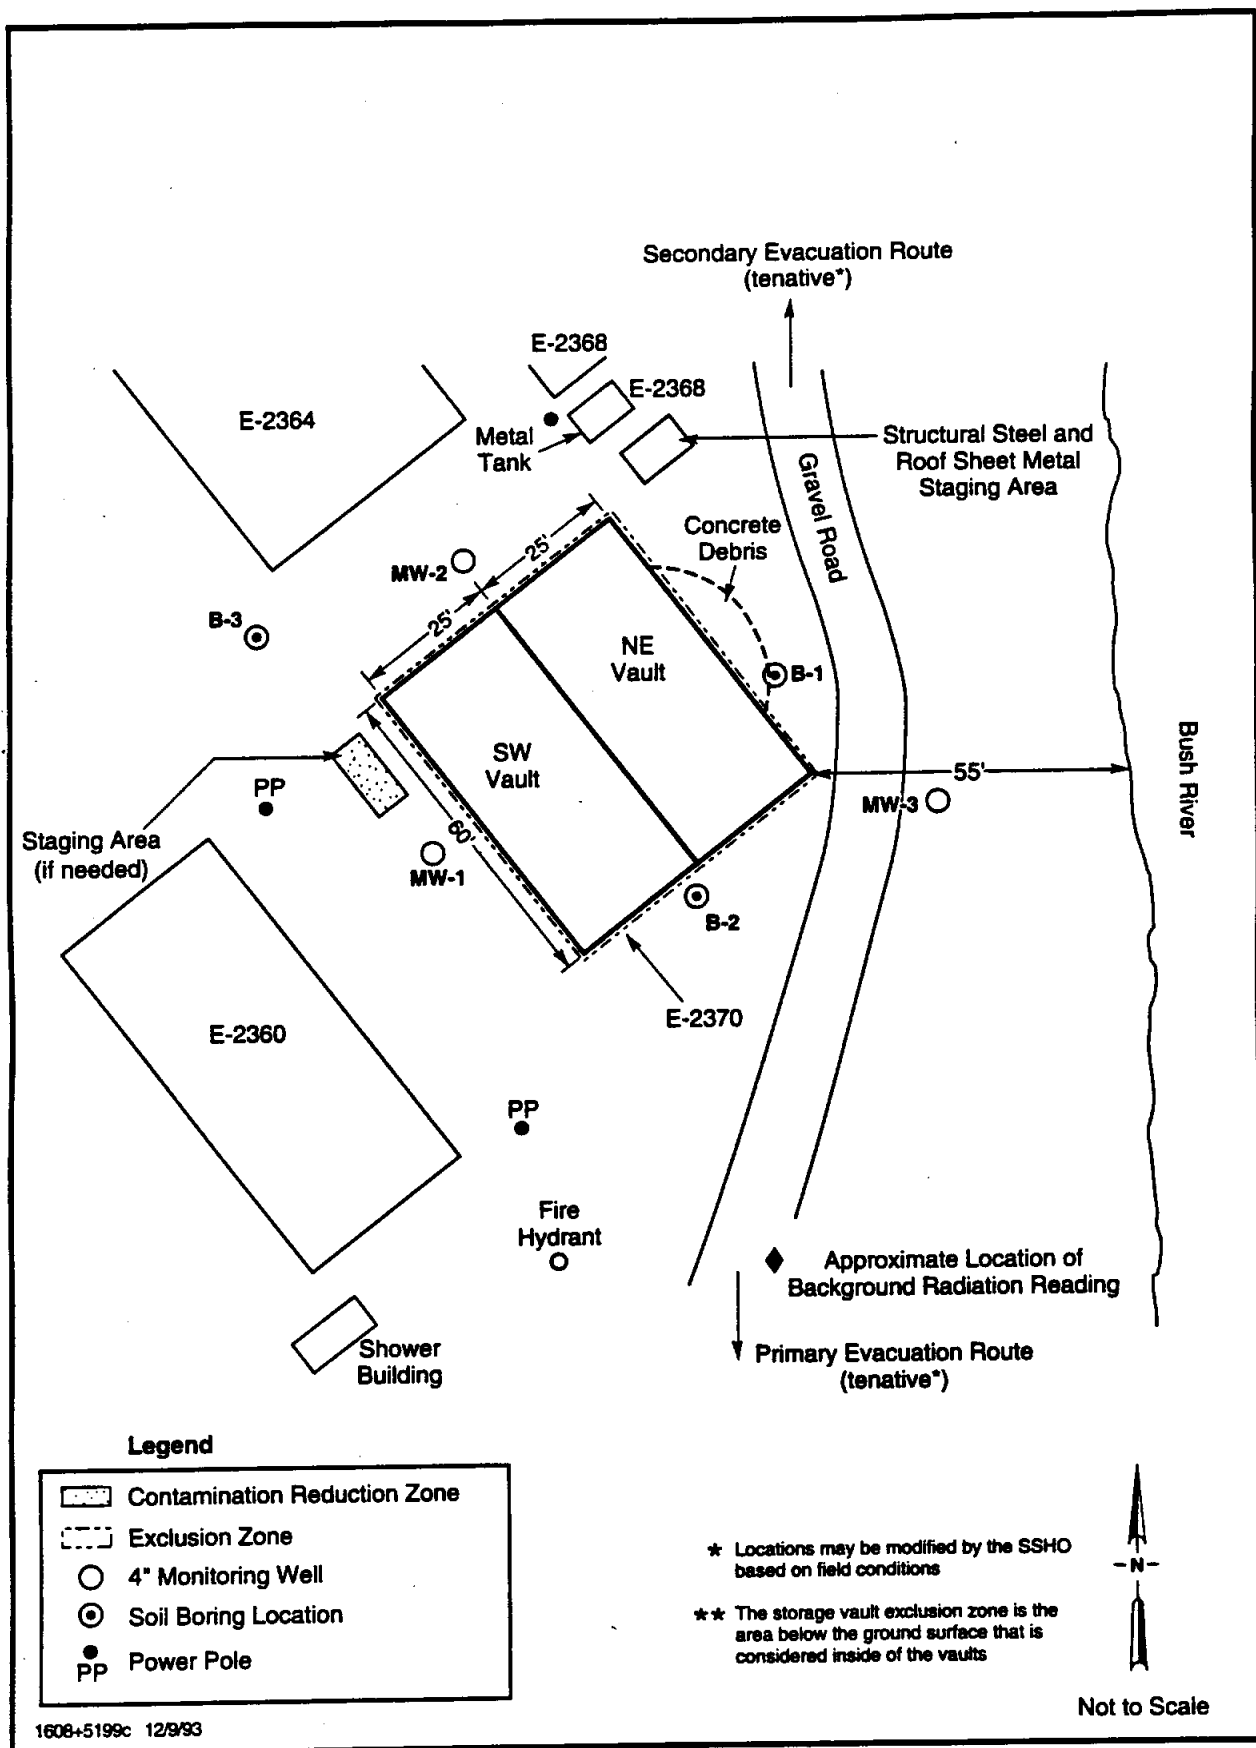 Secondary Evacuation Route
(tenative*)
E-2368
E-2368
E-2364
Metal
Tank
Structural Steel and
Roof Sheet Metal
Staging Area
Gravel Road
Concrete
Debris
25'
MW-2
25'
B-3
NE
Vault
B-1
SW
Vault
Bush River
55'
PP
MW-3
Staging Area
(if needed)
60'
MW-1
B-2
E-2370
E-2360
PP
Fire
Hydrant
Approximate Location of
Background Radiation Reading
Shower
Building
Primary Evacuation Route
(tenative*)
Legend
Contamination Reduction Zone
Exclusion Zone
4" Monitoring Well
Soil Boring Location
PP Power Pole
* Locations may be modified by the SSHO
based on field conditions
** The storage vault exclusion zone is the
area below the ground surface that is
considered inside of the vaults
N
Not to Scale
1608+5199c 12/9/93